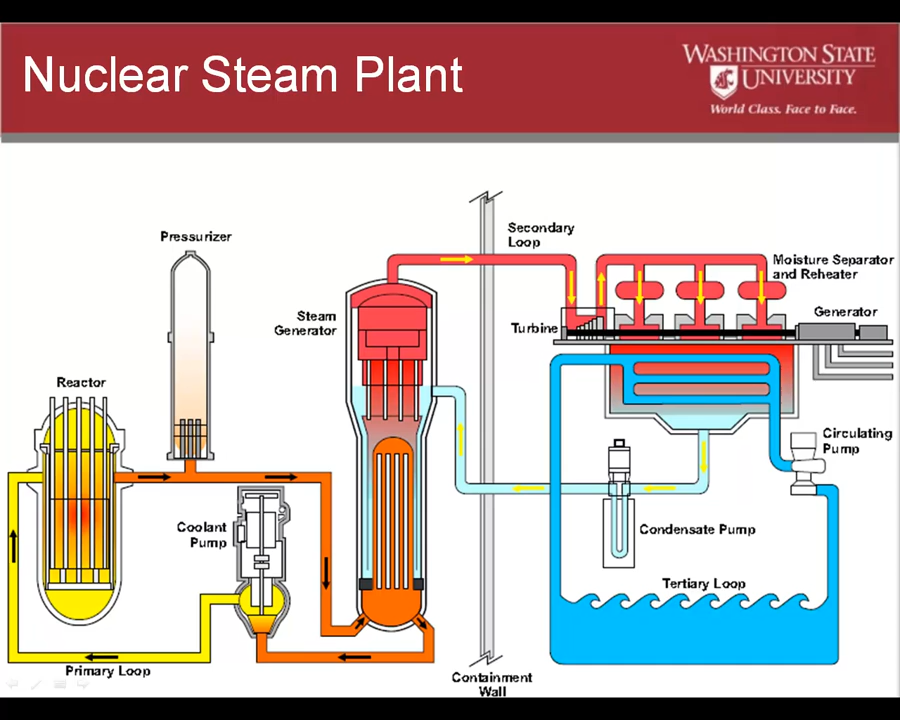 Nuclear Steam Plant
WASHINGTON STATE
UNIVERSITY
World Class. Face to Face.
Pressurizer
Secondary
Loop
Moisture Separator
and Reheater
Steam
Generator
Turbine
Generator
Reactor
Circulating
Pump
Coolant
Pump
Condensate Pump
Tertiary Loop
Primary Loop
Containment
Wall